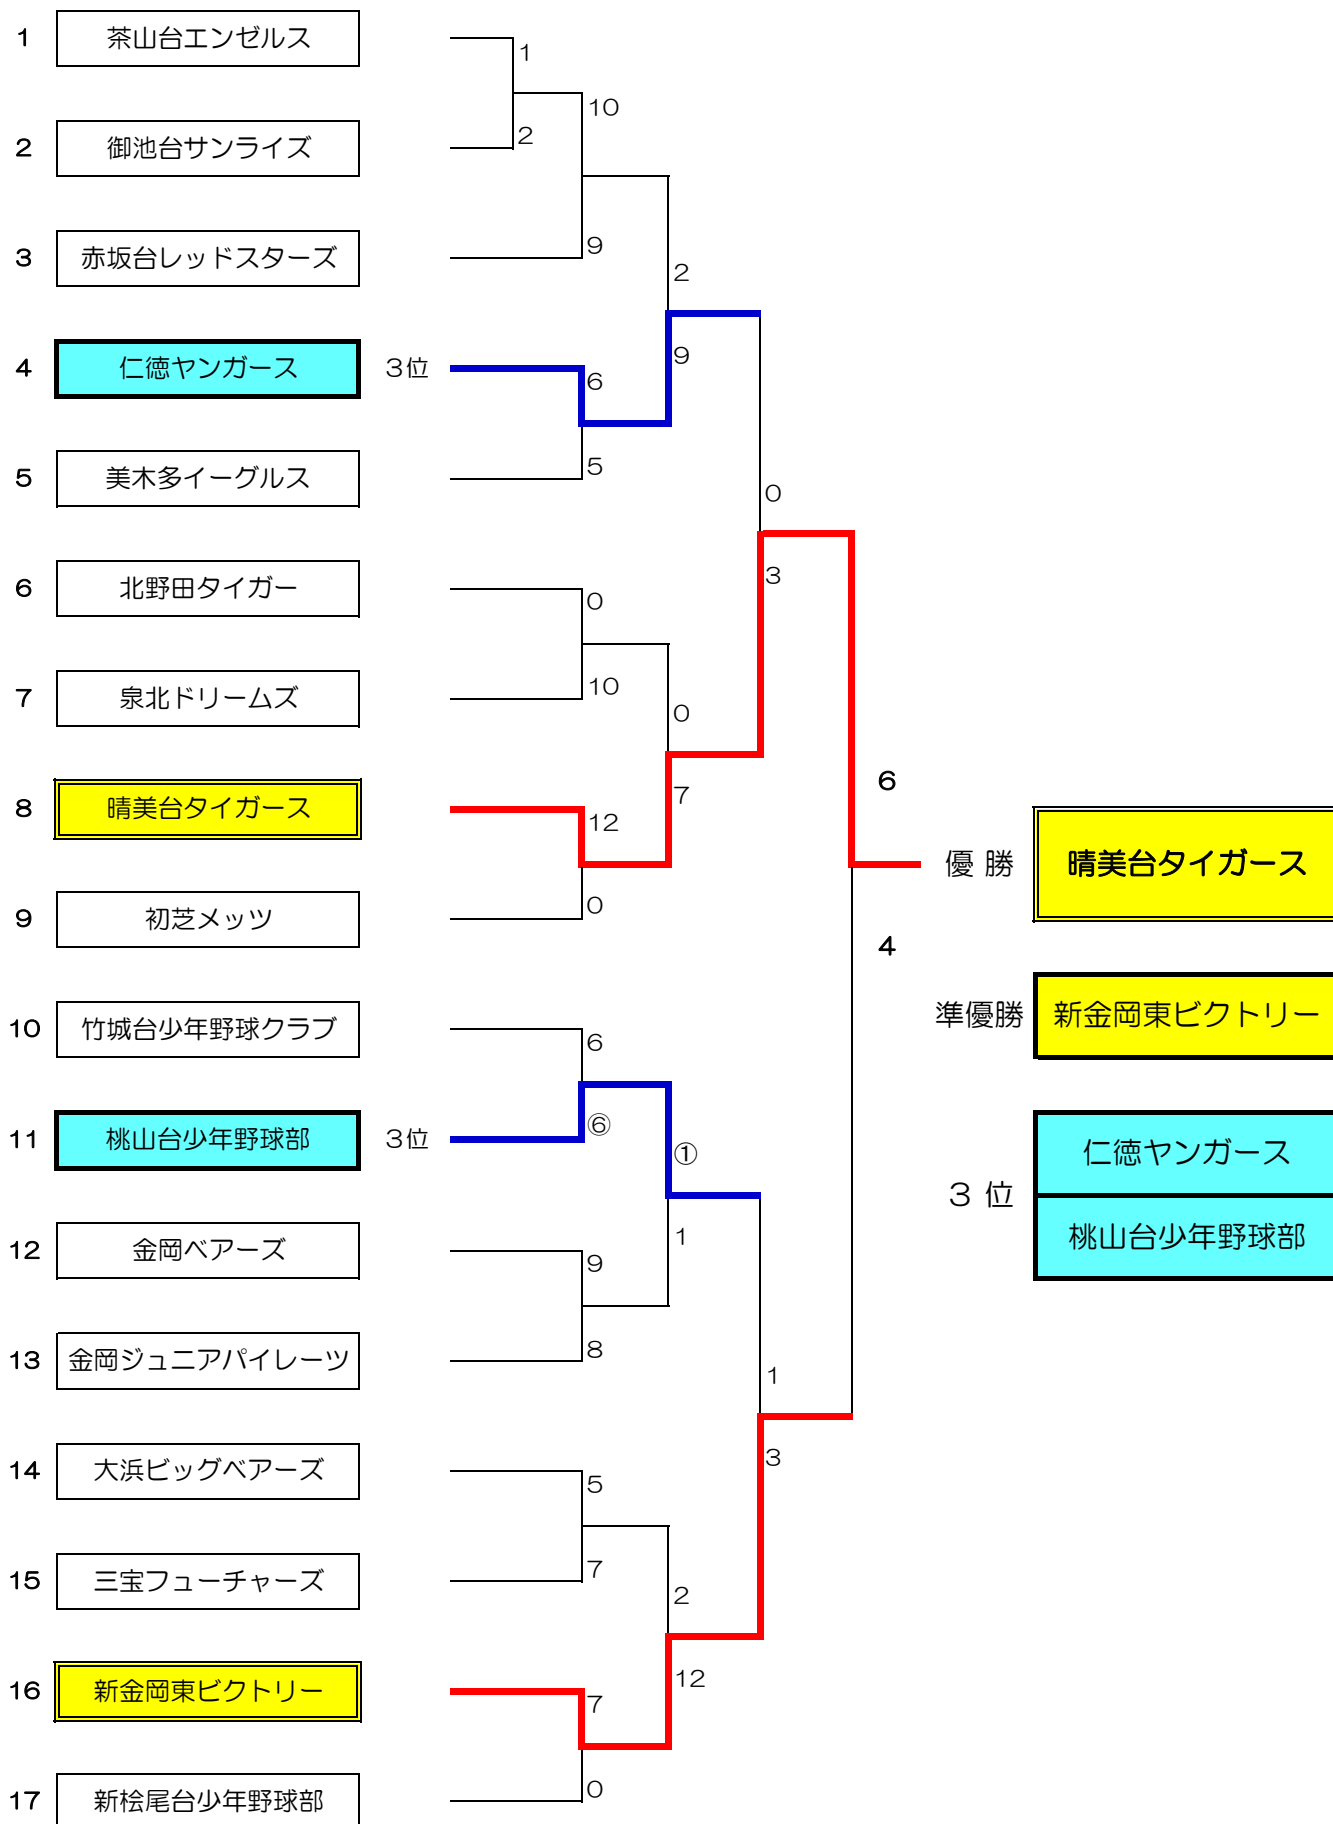 1 茶山台エンゼルス
1
10
2 御池台サンライズ
2
3 赤坂台レッドスターズ
9
2
4 仁徳ヤンガース 3位
6
9
5 美木多イーグルス
5
0
6 北野田タイガー
0
3
7 泉北ドリームズ
10
0
8 晴美台タイガース
12
7
6
優 勝 晴美台タイガース
9 初芝メッツ
0
4
10 竹城台少年野球クラブ
6
準優勝 新金岡東ビクトリー
11 桃山台少年野球部 3位
⑥
①
3 位
仁徳ヤンガース
桃山台少年野球部
12 金岡ベアーズ
9
1
13 金岡ジュニアパイレーツ
8
1
14 大浜ビッグベアーズ
5
3
15 三宝フューチャーズ
7
2
16 新金岡東ビクトリー
7
12
17 新桧尾台少年野球部
0